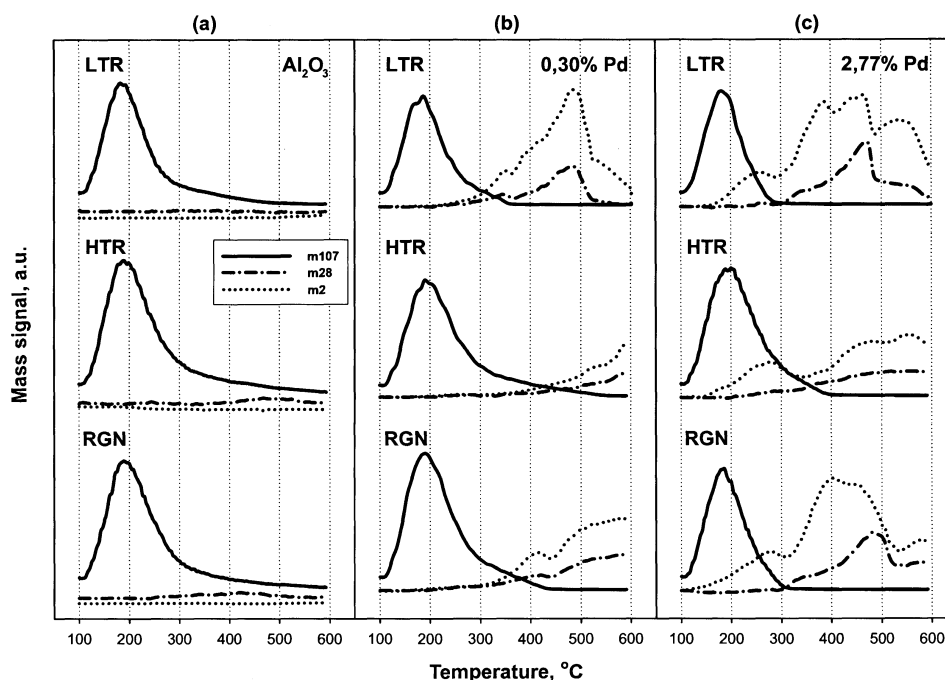 (a) (b) (c)
LTR Al₂O₃
LTR 0,30% Pd
LTR 2,77% Pd
HTR
m107
m28
m2
HTR
HTR
RGN
RGN
RGN
Mass signal, a.u.
100 200 300 400 500 600
100 200 300 400 500 600
100 200 300 400 500 600
Temperature, °C